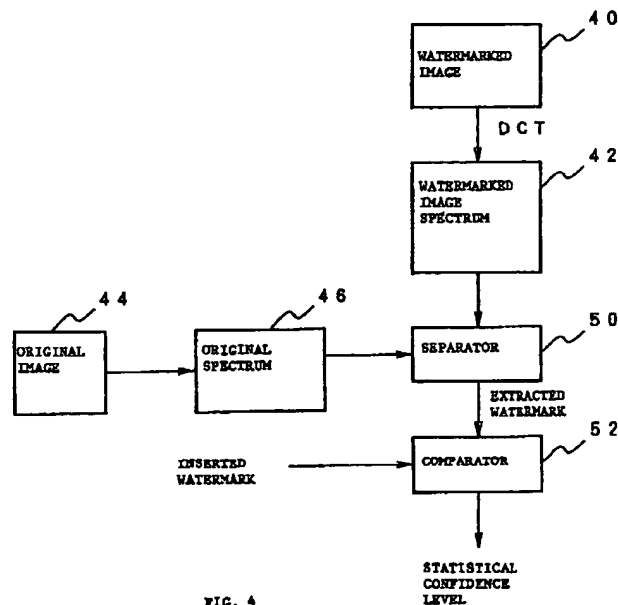 40
WATERMARKED
IMAGE
DCT
42
WATERMARKED
IMAGE
SPECTRUM
44
46
50
ORIGINAL
IMAGE
ORIGINAL
SPECTRUM
SEPARATOR
EXTRACTED
WATERMARK
52
INSERTED
WATERMARK
COMPARATOR
STATISTICAL
CONFIDENCE
LEVEL
FIG. 4